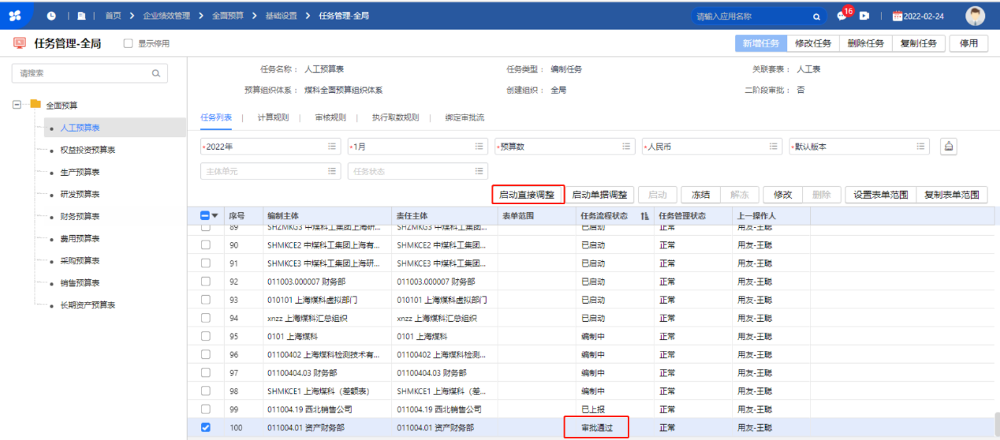 首页 > 企业绩效管理 > 全面预算 > 基础设置 > 任务管理-全局 请输入应用名称 16 2022-02-24
任务管理-全局 显示停用 新增任务 修改任务 删除任务 复制任务 停用
请搜索
全面预算
人工预算表
权益投资预算表
生产预算表
研发预算表
财务预算表
费用预算表
采购预算表
销售预算表
长期资产预算表
任务名称： 人工预算表 任务类型： 编制任务 关联套表： 人工表
预算组织体系： 煤科全面预算组织体系 创建组织： 全局 二阶段审批： 否
任务列表 | 计算规则 | 审核规则 | 执行取数规则 | 绑定审批流
*2022年 *1月 *预算数 *人民币 *默认版本
主体单元 任务状态
启动直接调整 启动单据调整 启动 冻结 解冻 修改 删除 设置表单范围 复制表单范围
序号 编制主体 责任主体 表单范围 任务流程状态 任务管理状态 上一操作人
89 SHZMKG3 中煤科工集团上海研... SHZMKG3 中煤科工集团... 已启动 正常 用友-王聪
90 SHMKCE2 中煤科工集团上海有... SHMKCE2 中煤科工集团... 已启动 正常 用友-王聪
91 SHMKCE3 中煤科工集团上海研... SHMKCE3 中煤科工集团... 已启动 正常 用友-王聪
92 011003.000007 财务部 011003.000007 财务部 已启动 正常 用友-王聪
93 010101 上海煤科虚拟部门 010101 上海煤科虚拟部门 已启动 正常 用友-王聪
94 xnzz 上海煤科汇总组织 xnzz 上海煤科汇总组织 已启动 正常 用友-王聪
95 0101 上海煤科 0101 上海煤科 编制中 正常 用友-王聪
96 01100402 上海煤科检测技术有... 01100402 上海煤科检测... 编制中 正常 用友-王聪
97 01100404.03 财务部 01100404.03 财务部 编制中 正常 用友-王聪
98 SHMKCE1 上海煤科（差额表） SHMKCE1 上海煤科（差... 编制中 正常 用友-王聪
99 011004.19 西北销售公司 011004.19 西北销售公司 已上报 正常 用友-王聪
100 011004.01 资产财务部 011004.01 资产财务部 审批通过 正常 用友-王聪